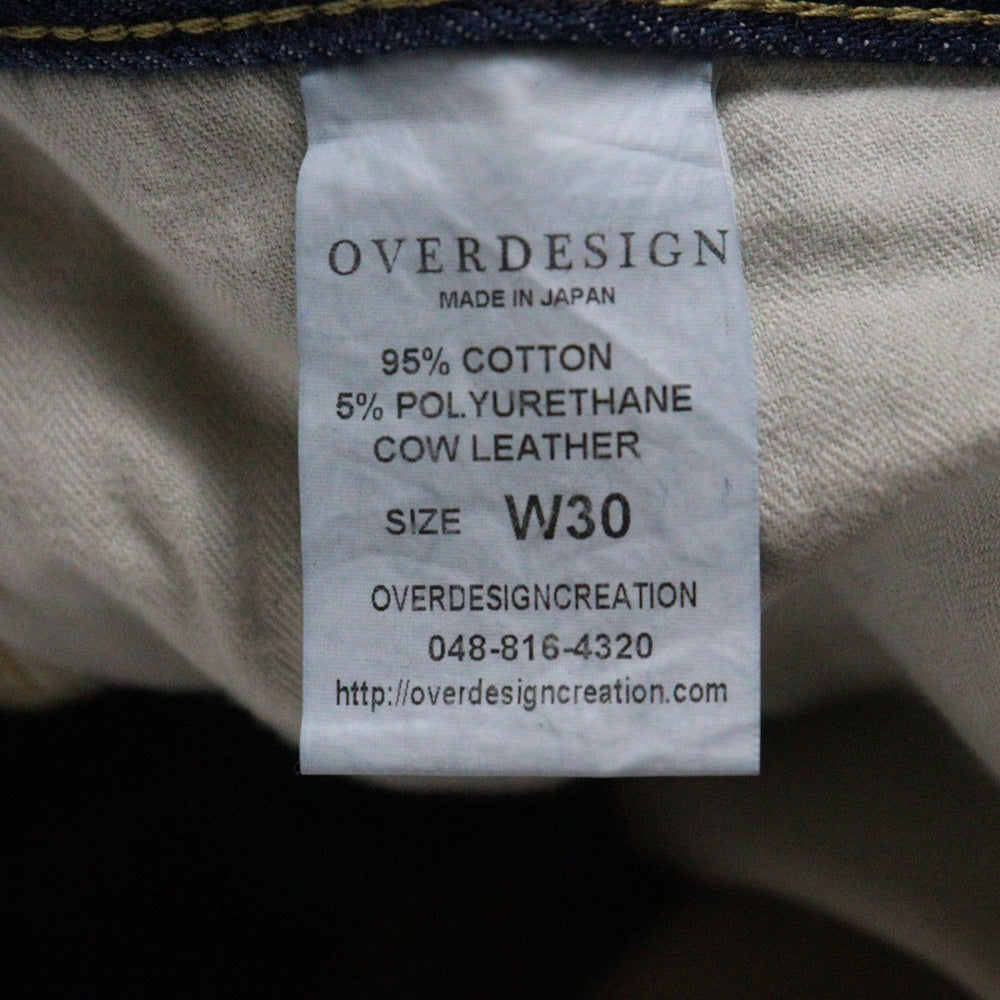 OVERDESIGN
MADE IN JAPAN
95% COTTON
5% POLYURETHANE
COW LEATHER
SIZE W30
OVERDESIGNCREATION
048-816-4320
http://overdesigncreation.com